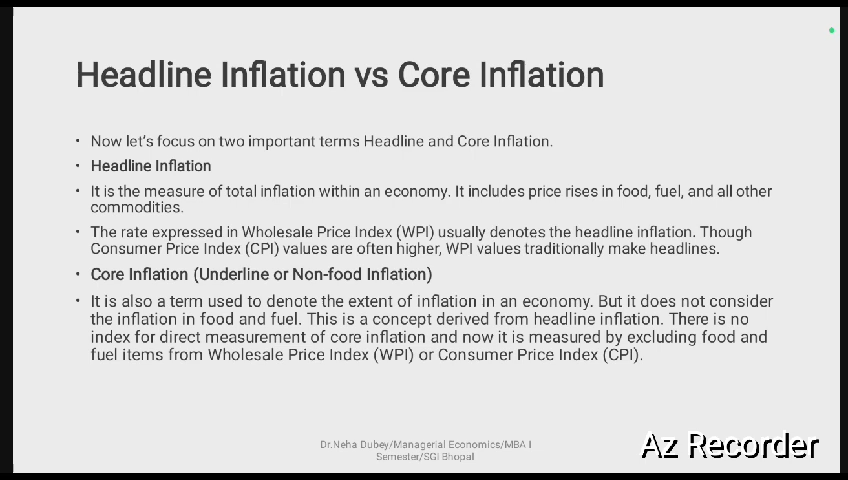 Headline Inflation vs Core Inflation
• Now let's focus on two important terms Headline and Core Inflation.
• Headline Inflation
• It is the measure of total inflation within an economy. It includes price rises in food, fuel, and all other
commodities.
• The rate expressed in Wholesale Price Index (WPI) usually denotes the headline inflation. Though
Consumer Price Index (CPI) values are often higher, WPI values traditionally make headlines.
• Core Inflation (Underline or Non-food Inflation)
• It is also a term used to denote the extent of inflation in an economy. But it does not consider
the inflation in food and fuel. This is a concept derived from headline inflation. There is no
index for direct measurement of core inflation and now it is measured by excluding food and
fuel items from Wholesale Price Index (WPI) or Consumer Price Index (CPI).
Dr.Neha Dubey/Managerial Economics/MBA I
Semester/SGI Bhopal
Az Recorder